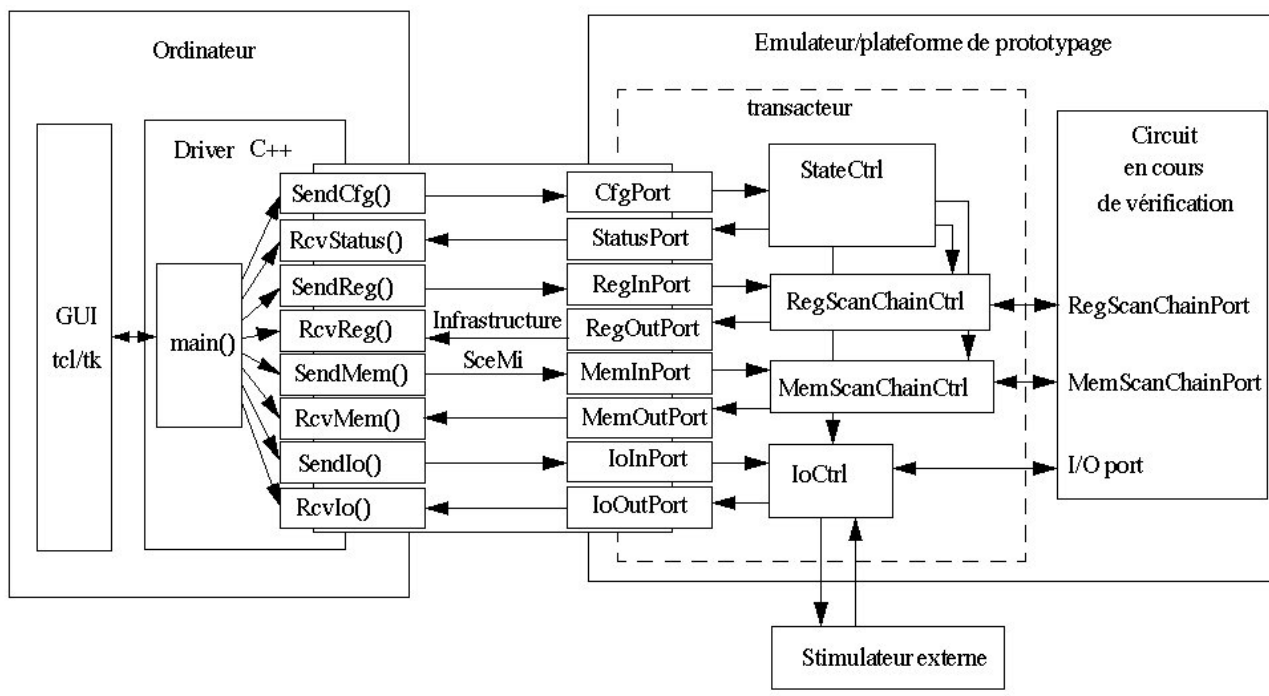 Ordinateur
Emulateur/plateforme de prototypage
transacteur
Driver C++
GUI
tcl/tk
main()
SendCfg()
RcvStatus()
SendReg()
RcvReg()
SendMem()
RcvMem()
SendIo()
RcvIo()
Infrastructure
SceMi
CfgPort
StatusPort
RegInPort
RegOutPort
MemInPort
MemOutPort
IoInPort
IoOutPort
StateCtrl
RegScanChainCtrl
MemScanChainCtrl
IoCtrl
Circuit
en cours
de vérification
RegScanChainPort
MemScanChainPort
I/O port
Stimulateur externe